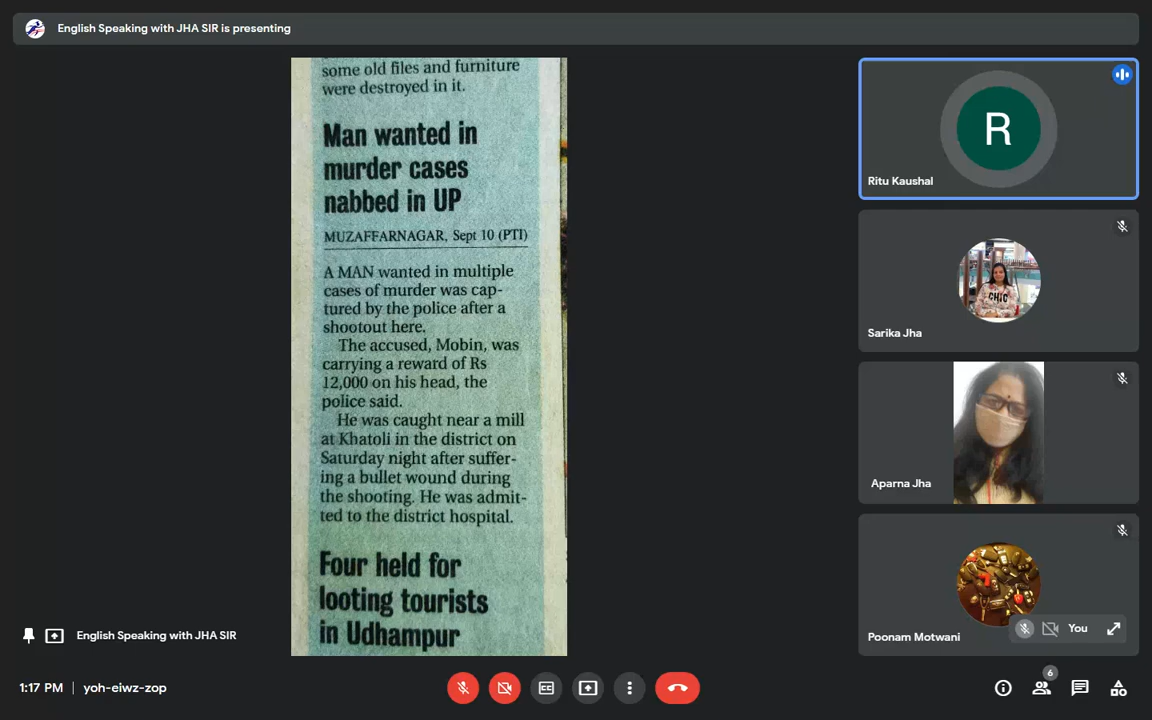 English Speaking with JHA SIR is presenting
some old files and furniture
were destroyed in it.
Man wanted in
murder cases
nabbed in UP
MUZAFFARNAGAR, Sept 10 (PTI)
A MAN wanted in multiple
cases of murder was cap-
tured by the police after a
shootout here.
The accused, Mobin, was
carrying a reward of Rs
12,000 on his head, the
police said.
He was caught near a mill
at Khatoli in the district on
Saturday night after suffer-
ing a bullet wound during
the shooting. He was admit-
ted to the district hospital.
Four held for
looting tourists
in Udhampur
R
Ritu Kaushal
CHIC
Sarika Jha
Aparna Jha
Poonam Motwani
You
English Speaking with JHA SIR
1:17 PM | yoh-eiwz-zop
CC
6